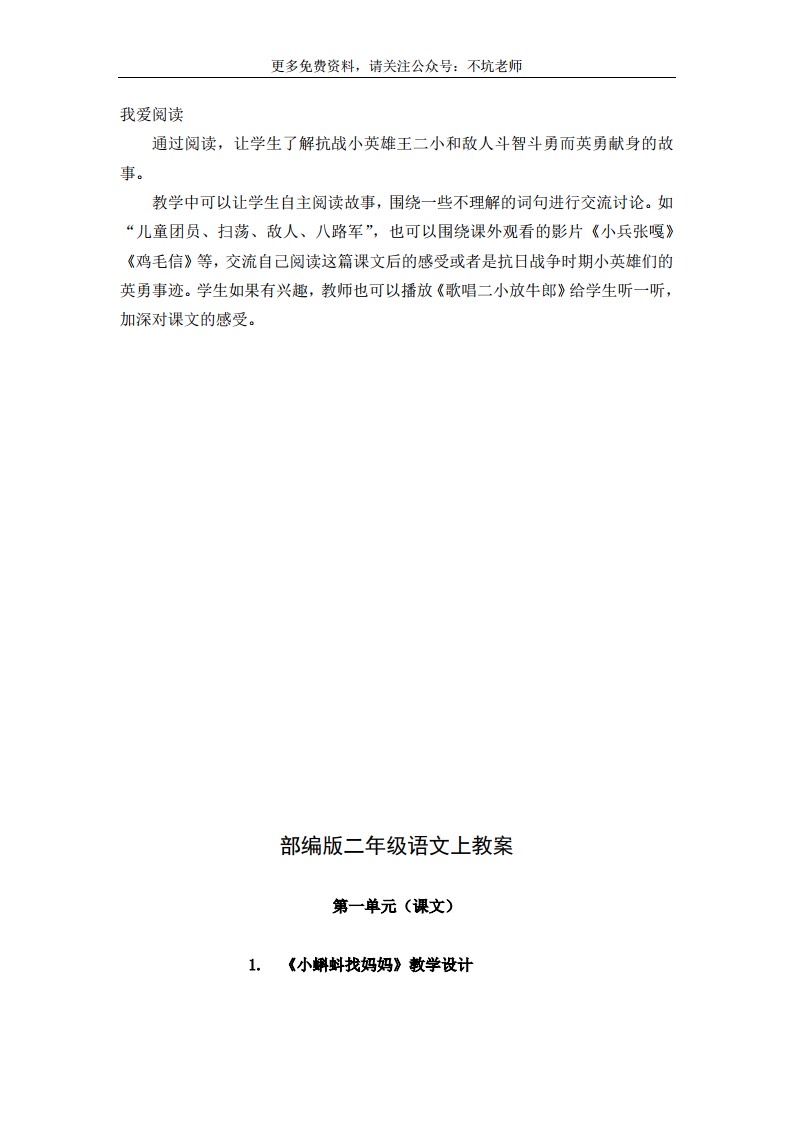 更多免费资料，请关注公众号：不坑老师
我爱阅读
通过阅读，让学生了解抗战小英雄王二小和敌人斗智斗勇而英勇献身的故
事。
教学中可以让学生自主阅读故事，围绕一些不理解的词句进行交流讨论。如
“儿童团员、扫荡、敌人、八路军”，也可以围绕课外观看的影片《小兵张嘎》
《鸡毛信》等，交流自己阅读这篇课文后的感受或者是抗日战争时期小英雄们的
英勇事迹。学生如果有兴趣，教师也可以播放《歌唱二小放牛郎》给学生听一听，
加深对课文的感受。
部编版二年级语文上教案
第一单元（课文）
1. 《小蝌蚪找妈妈》教学设计